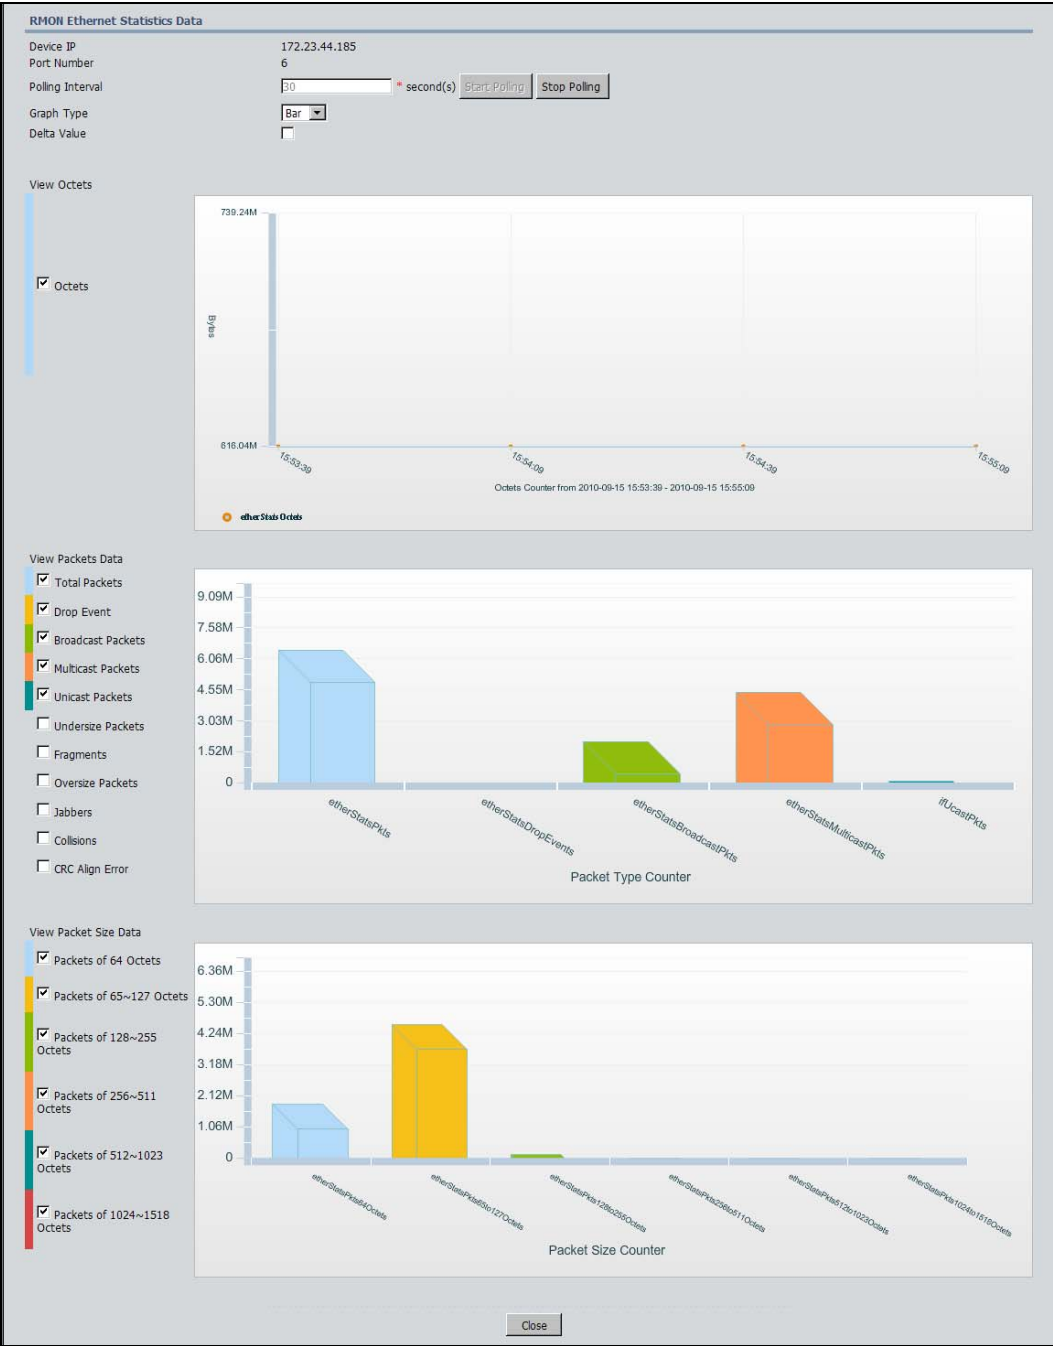 RMON Ethernet Statistics Data
Device IP 172.23.44.185
Port Number 6
Polling Interval 30 * second(s) Start Polling Stop Polling
Graph Type Bar
Delta Value
View Octets
Octets
739.24M
Bytes
616.04M
15:53:39 15:54:09 15:54:39 15:55:09
Octets Counter from 2010-09-15 15:53:39 - 2010-09-15 15:55:09
etherStatsOctets
View Packets Data
Total Packets
Drop Event
Broadcast Packets
Multicast Packets
Unicast Packets
Undersize Packets
Fragments
Oversize Packets
Jabbers
Collisions
CRC Align Error
9.09M
7.58M
6.06M
4.55M
3.03M
1.52M
0
etherStatsPkts etherStatsDropEvents etherStatsBroadcastPkts etherStatsMulticastPkts ifUcastPkts
Packet Type Counter
View Packet Size Data
Packets of 64 Octets
Packets of 65~127 Octets
Packets of 128~255
Octets
Packets of 256~511
Octets
Packets of 512~1023
Octets
Packets of 1024~1518
Octets
6.36M
5.30M
4.24M
3.18M
2.12M
1.06M
0
etherStatsPkts64Octets etherStatsPkts65to127Octets etherStatsPkts128to255Octets etherStatsPkts256to511Octets etherStatsPkts512to1023Octets etherStatsPkts1024to1518Octets
Packet Size Counter
Close